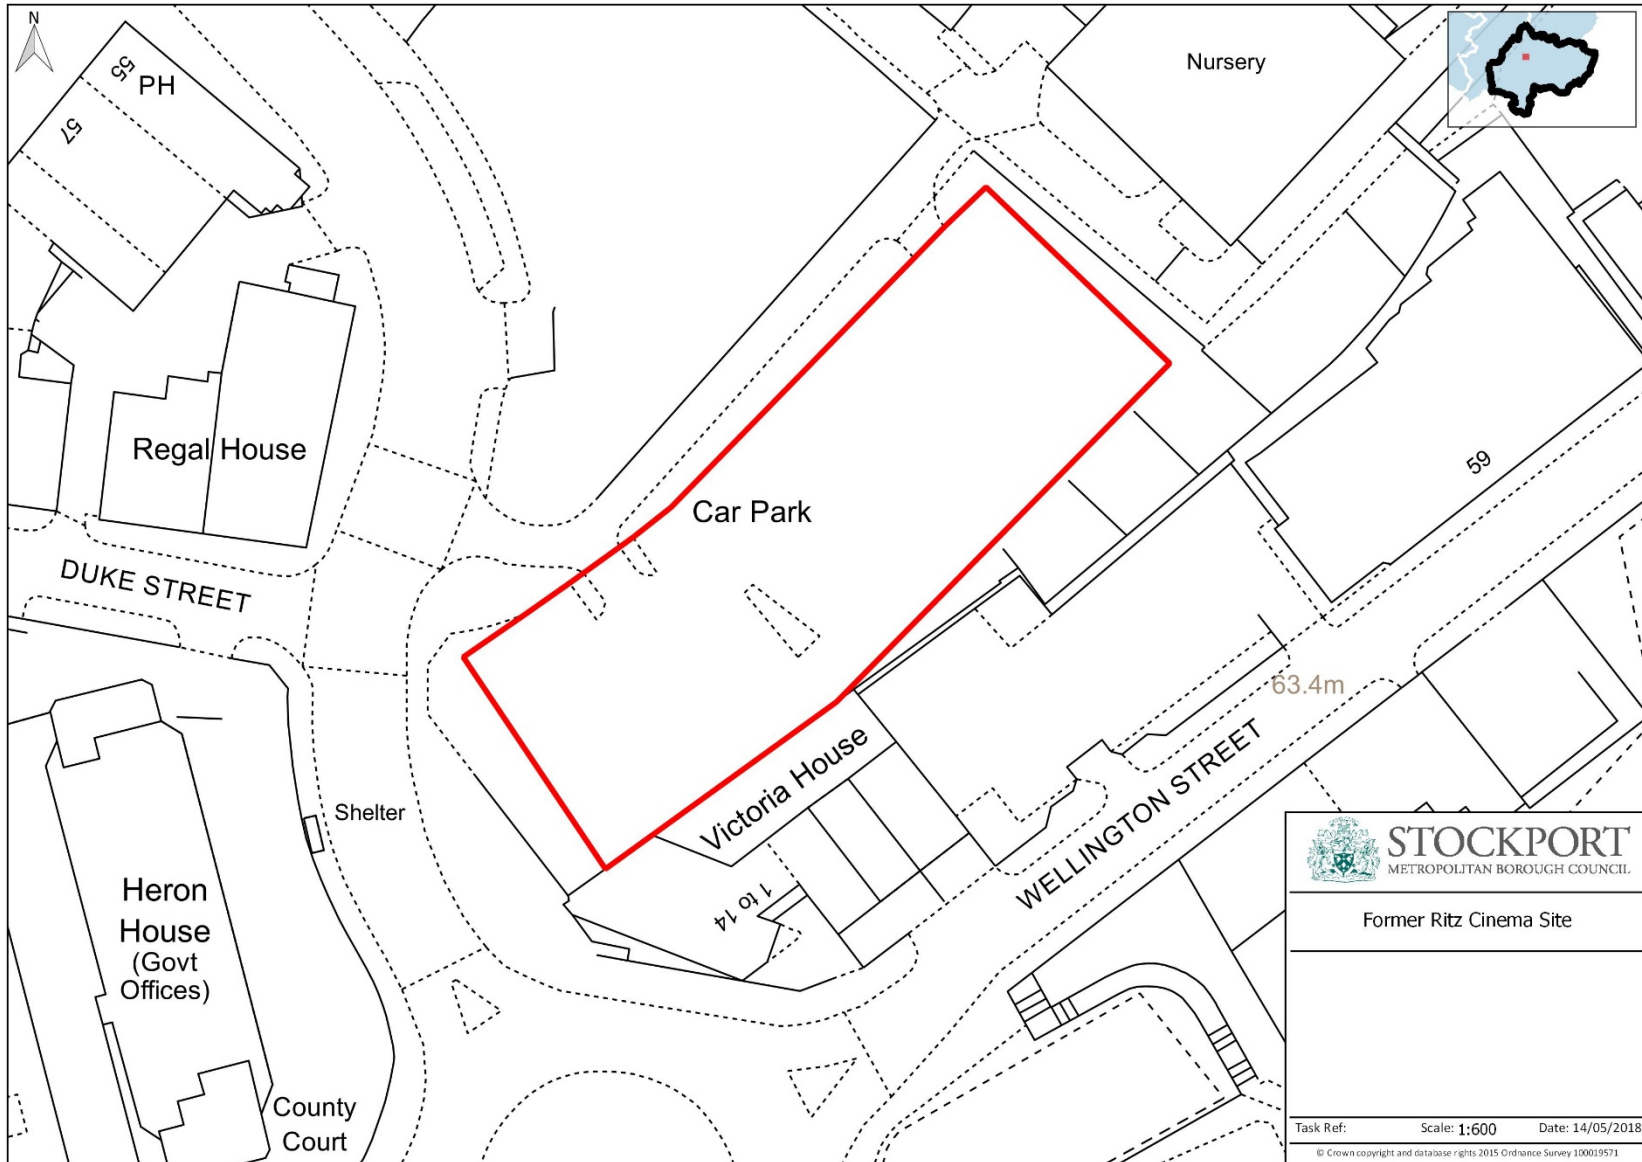 N
55
PH
57
Nursery
Regal House
Car Park
59
DUKE STREET
63.4m
Victoria House
WELLINGTON STREET
Shelter
1 to 14
Heron
House
(Govt
Offices)
County
Court
STOCKPORT
METROPOLITAN BOROUGH COUNCIL
Former Ritz Cinema Site
Task Ref: Scale: 1:600 Date: 14/05/2018
© Crown copyright and database rights 2015 Ordnance Survey 100019571